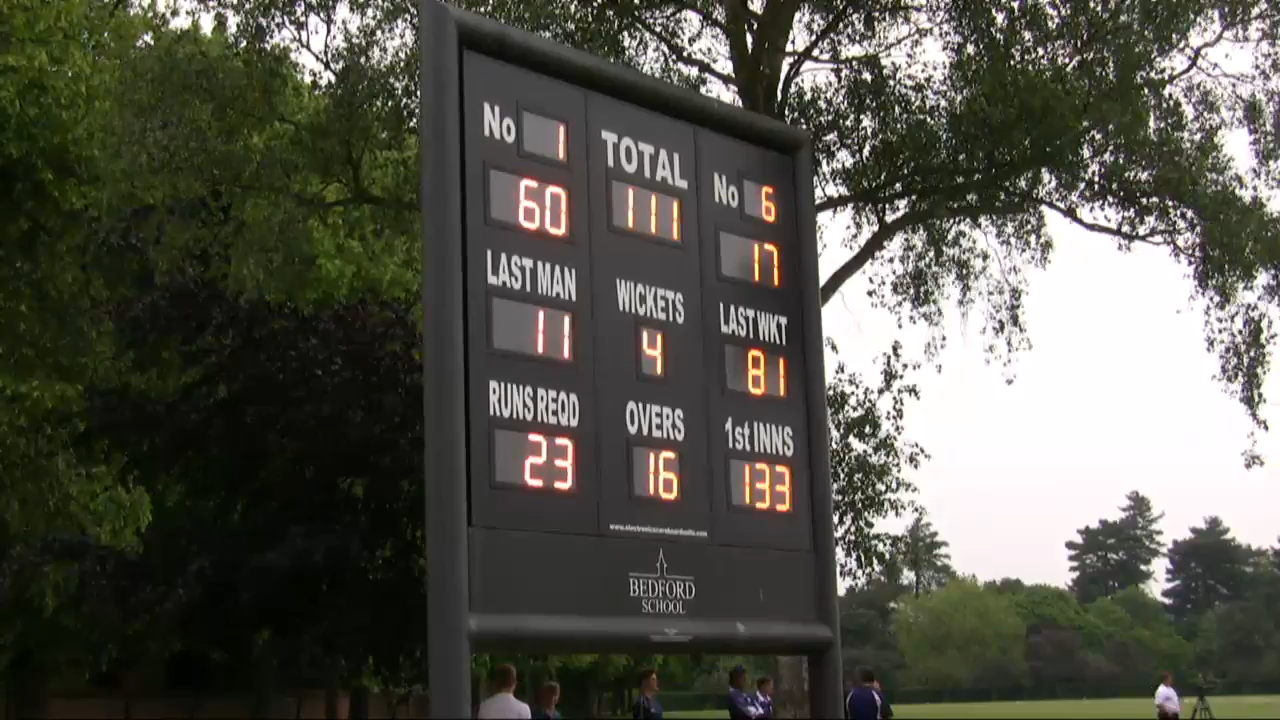 No 1
60
LAST MAN
11
RUNS REQD
23
TOTAL
111
WICKETS
4
OVERS
16
No 6
17
LAST WKT
81
1st INNS
133
BEDFORD
SCHOOL